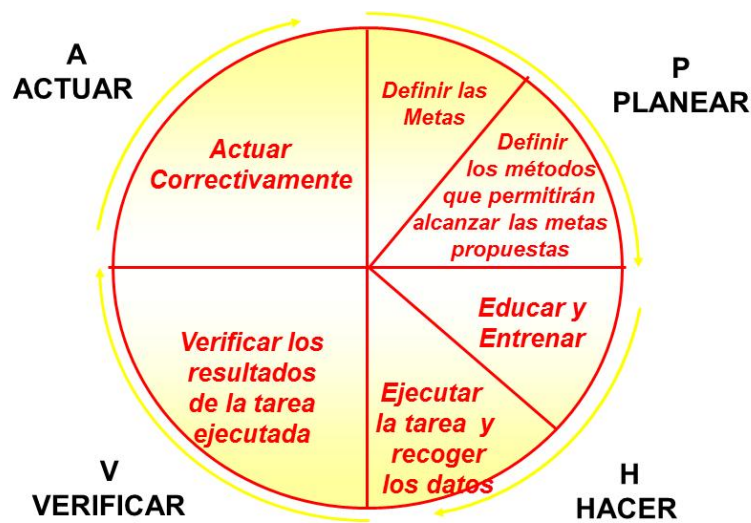 A
ACTUAR
P
PLANEAR
Definir las
Metas
Definir
los métodos
que permitirán
alcanzar las metas
propuestas
Actuar
Correctivamente
Educar y
Entrenar
Verificar los
resultados
de la tarea
ejecutada
Ejecutar
la tarea y
recoger
los datos
V
VERIFICAR
H
HACER